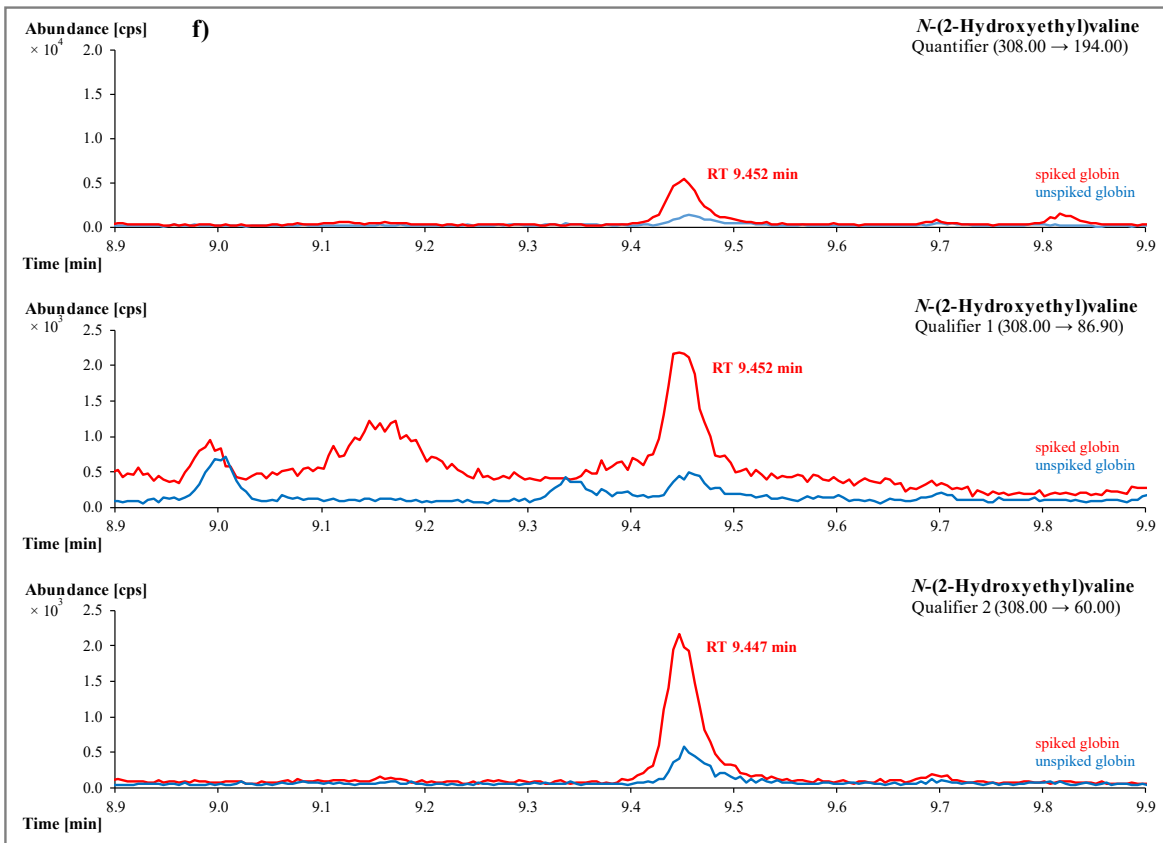 Abundance [cps] f) N-(2-Hydroxyethyl)valine
× 10⁴ Quantifier (308.00 → 194.00)
2.0
1.5
1.0
RT 9.452 min spiked globin
0.5 unspiked globin
0.0
8.9 9.0 9.1 9.2 9.3 9.4 9.5 9.6 9.7 9.8 9.9
Time [min]
Abundance [cps] N-(2-Hydroxyethyl)valine
× 10³ Qualifier 1 (308.00 → 86.90)
2.5
2.0 RT 9.452 min
1.5
1.0
spiked globin
0.5 unspiked globin
0.0
8.9 9.0 9.1 9.2 9.3 9.4 9.5 9.6 9.7 9.8 9.9
Time [min]
Abundance [cps] N-(2-Hydroxyethyl)valine
× 10³ Qualifier 2 (308.00 → 60.00)
2.5
2.0 RT 9.447 min
1.5
1.0
spiked globin
0.5 unspiked globin
0.0
8.9 9.0 9.1 9.2 9.3 9.4 9.5 9.6 9.7 9.8 9.9
Time [min]